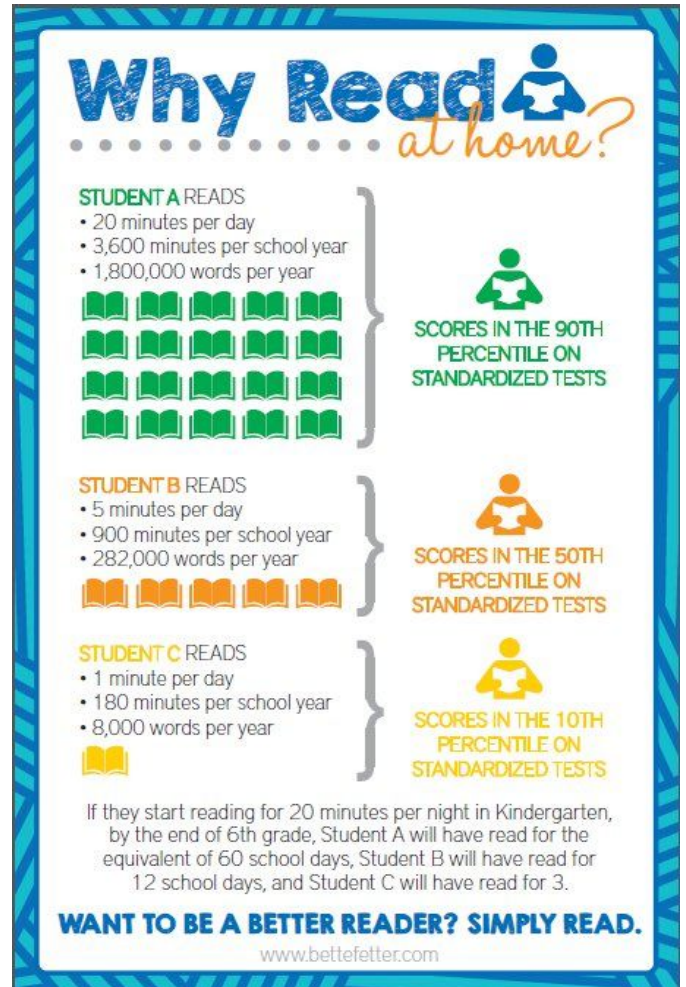 Why Read
at home?
STUDENT A READS
• 20 minutes per day
• 3,600 minutes per school year
• 1,800,000 words per year
SCORES IN THE 90TH
PERCENTILE ON
STANDARDIZED TESTS
STUDENT B READS
• 5 minutes per day
• 900 minutes per school year
• 282,000 words per year
SCORES IN THE 50TH
PERCENTILE ON
STANDARDIZED TESTS
STUDENT C READS
• 1 minute per day
• 180 minutes per school year
• 8,000 words per year
SCORES IN THE 10TH
PERCENTILE ON
STANDARDIZED TESTS
If they start reading for 20 minutes per night in Kindergarten,
by the end of 6th grade, Student A will have read for the
equivalent of 60 school days, Student B will have read for
12 school days, and Student C will have read for 3.
WANT TO BE A BETTER READER? SIMPLY READ.
www.bettefetter.com